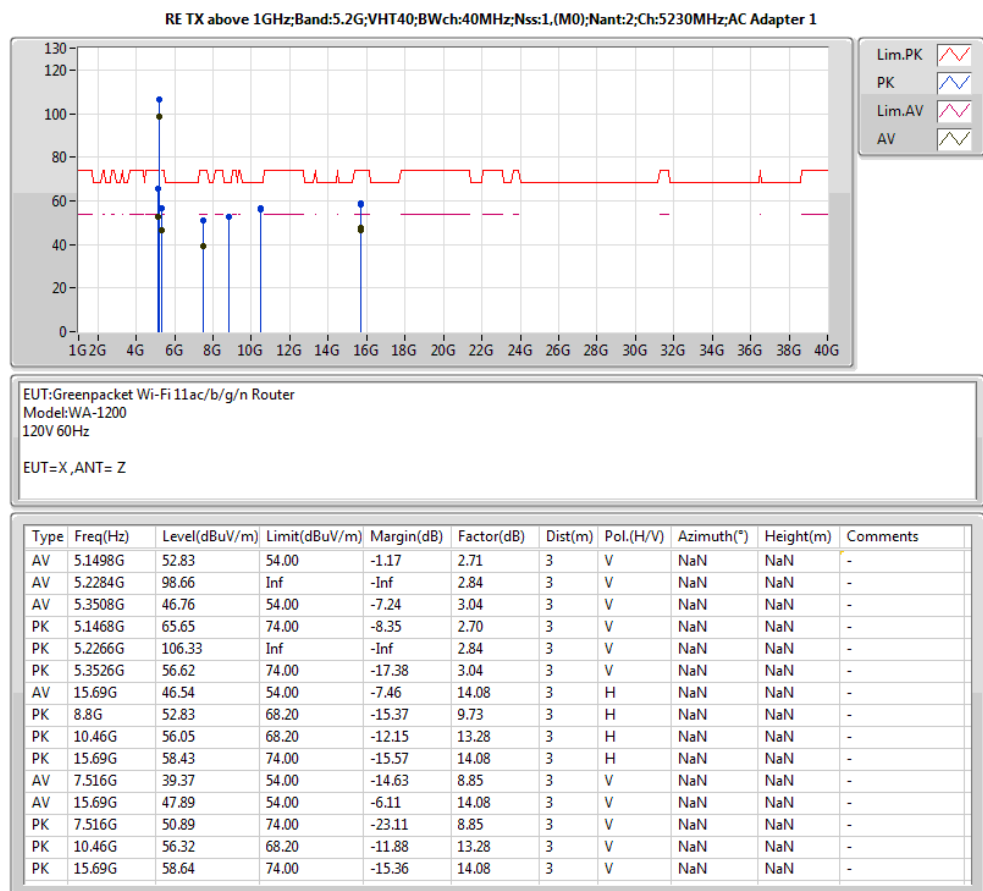 RE TX above 1GHz;Band:5.2G;VHT40;BWch:40MHz;Nss:1,(M0);Nant:2;Ch:5230MHz;AC Adapter 1
130
120
100
80
60
40
20
0
1G 2G 4G 6G 8G 10G 12G 14G 16G 18G 20G 22G 24G 26G 28G 30G 32G 34G 36G 38G 40G
Lim.PK
PK
Lim.AV
AV
EUT:Greenpacket Wi-Fi 11ac/b/g/n Router
Model:WA-1200
120V 60Hz
EUT=X ,ANT= Z
Type Freq(Hz) Level(dBuV/m) Limit(dBuV/m) Margin(dB) Factor(dB) Dist(m) Pol.(H/V) Azimuth(°) Height(m) Comments
AV 5.1498G 52.83 54.00 -1.17 2.71 3 V NaN NaN -
AV 5.2284G 98.66 Inf -Inf 2.84 3 V NaN NaN -
AV 5.3508G 46.76 54.00 -7.24 3.04 3 V NaN NaN -
PK 5.1468G 65.65 74.00 -8.35 2.70 3 V NaN NaN -
PK 5.2266G 106.33 Inf -Inf 2.84 3 V NaN NaN -
PK 5.3526G 56.62 74.00 -17.38 3.04 3 V NaN NaN -
AV 15.69G 46.54 54.00 -7.46 14.08 3 H NaN NaN -
PK 8.8G 52.83 68.20 -15.37 9.73 3 H NaN NaN -
PK 10.46G 56.05 68.20 -12.15 13.28 3 H NaN NaN -
PK 15.69G 58.43 74.00 -15.57 14.08 3 H NaN NaN -
AV 7.516G 39.37 54.00 -14.63 8.85 3 V NaN NaN -
AV 15.69G 47.89 54.00 -6.11 14.08 3 V NaN NaN -
PK 7.516G 50.89 74.00 -23.11 8.85 3 V NaN NaN -
PK 10.46G 56.32 68.20 -11.88 13.28 3 V NaN NaN -
PK 15.69G 58.64 74.00 -15.36 14.08 3 V NaN NaN -